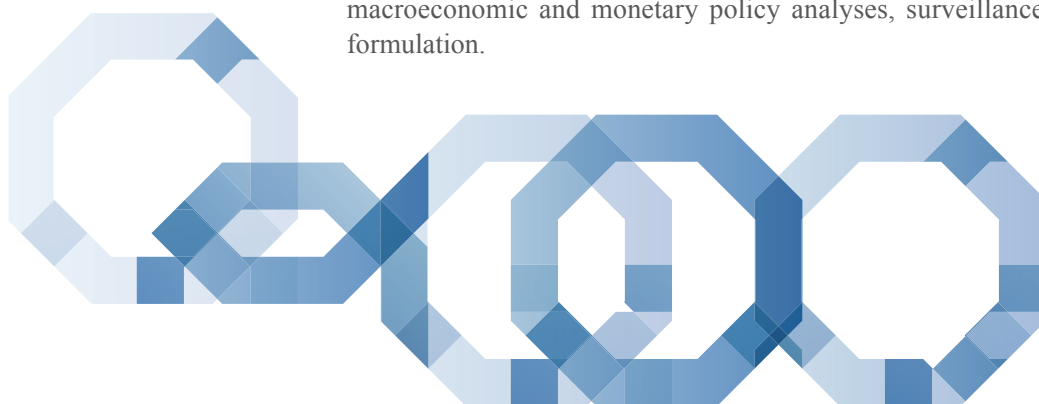 macroeconomic and monetary policy analyses, surveillance
formulation.